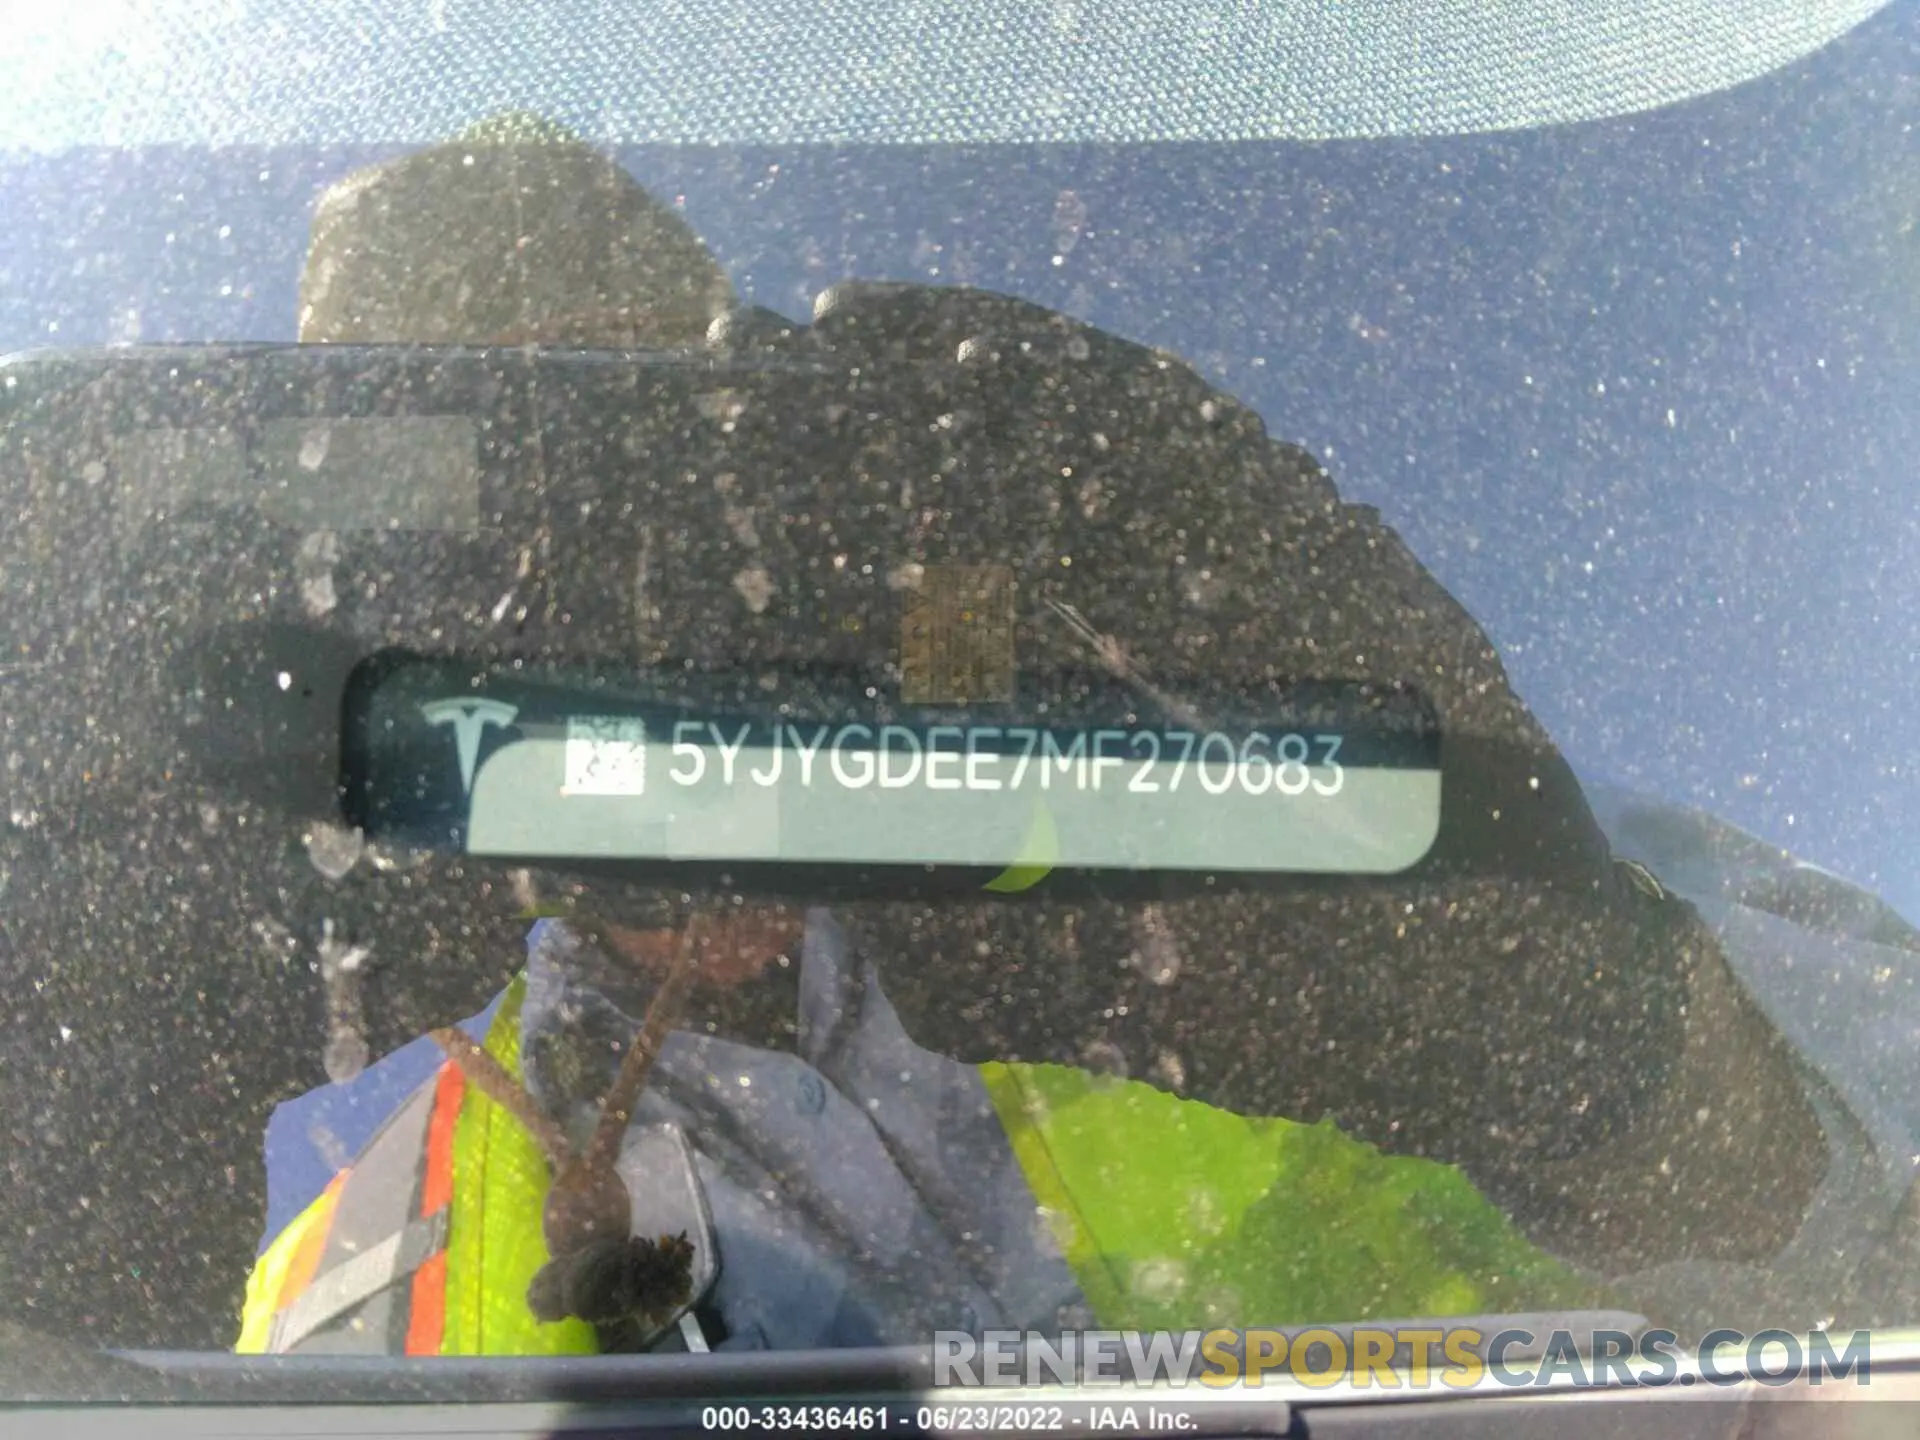 5YJYGDEE7MF270683
RENEWSPORTSCARS.COM
000-33436461 - 06/23/2022 - IAA Inc.